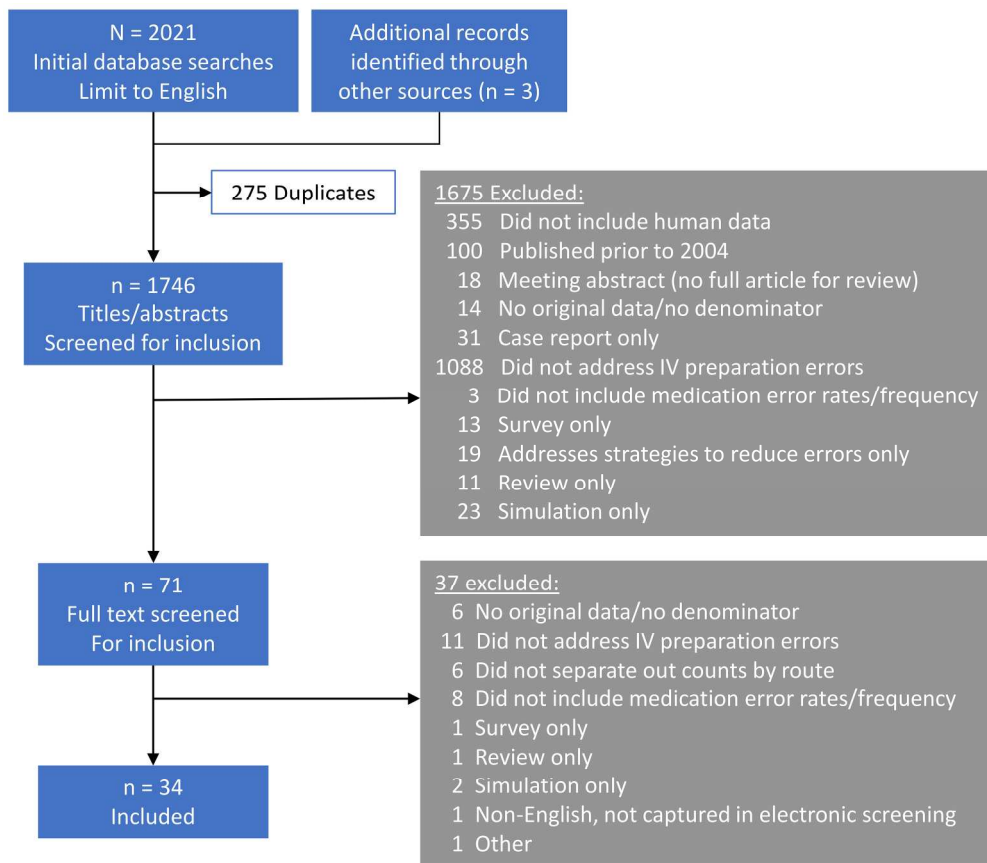 N = 2021
Initial database searches
Limit to English
Additional records
identified through
other sources (n = 3)
275 Duplicates
n = 1746
Titles/abstracts
Screened for inclusion
1675 Excluded:
355 Did not include human data
100 Published prior to 2004
18 Meeting abstract (no full article for review)
14 No original data/no denominator
31 Case report only
1088 Did not address IV preparation errors
3 Did not include medication error rates/frequency
13 Survey only
19 Addresses strategies to reduce errors only
11 Review only
23 Simulation only
n = 71
Full text screened
For inclusion
37 excluded:
6 No original data/no denominator
11 Did not address IV preparation errors
6 Did not separate out counts by route
8 Did not include medication error rates/frequency
1 Survey only
1 Review only
2 Simulation only
1 Non-English, not captured in electronic screening
1 Other
n = 34
Included